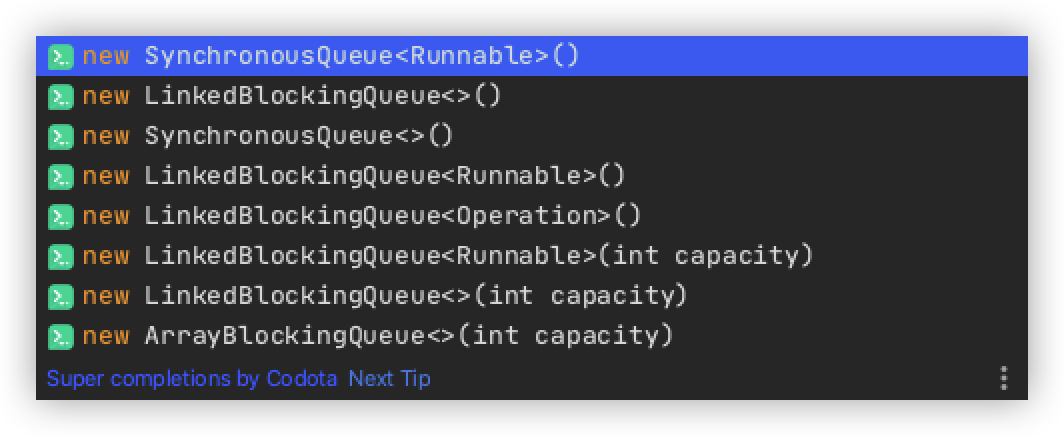 new SynchronousQueue<Runnable>()
new LinkedBlockingQueue<>()
new SynchronousQueue<>()
new LinkedBlockingQueue<Runnable>()
new LinkedBlockingQueue<Operation>()
new LinkedBlockingQueue<Runnable>(int capacity)
new LinkedBlockingQueue<>(int capacity)
new ArrayBlockingQueue<>(int capacity)
Super completions by Codota Next Tip